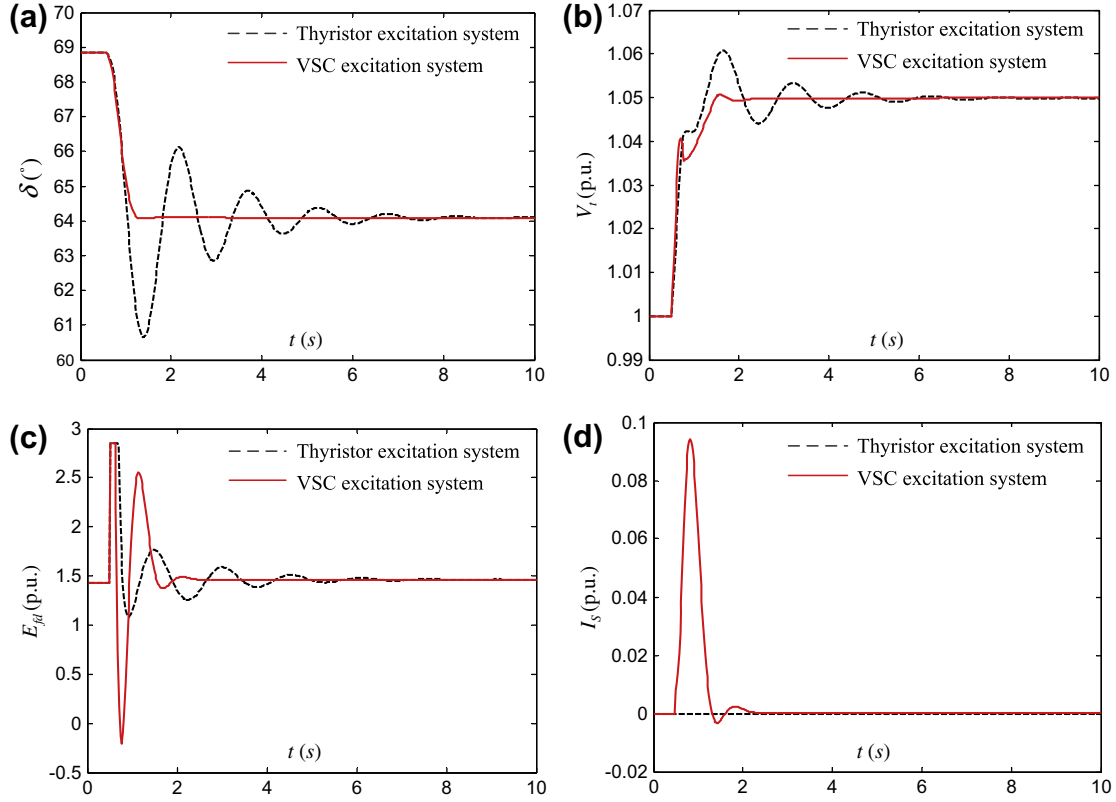 (a)
70
69
68
67
66
65
64
63
62
61
60
δ (°)
Thyristor excitation system
VSC excitation system
t (s)
0 2 4 6 8 10
(b)
1.07
1.06
1.05
1.04
1.03
1.02
1.01
1
0.99
Vt (p.u.)
Thyristor excitation system
VSC excitation system
t (s)
0 2 4 6 8 10
(c)
3
2.5
2
1.5
1
0.5
0
-0.5
Efd (p.u.)
Thyristor excitation system
VSC excitation system
t (s)
0 2 4 6 8 10
(d)
0.1
0.08
0.06
0.04
0.02
0
-0.02
IS (p.u.)
Thyristor excitation system
VSC excitation system
t (s)
0 2 4 6 8 10